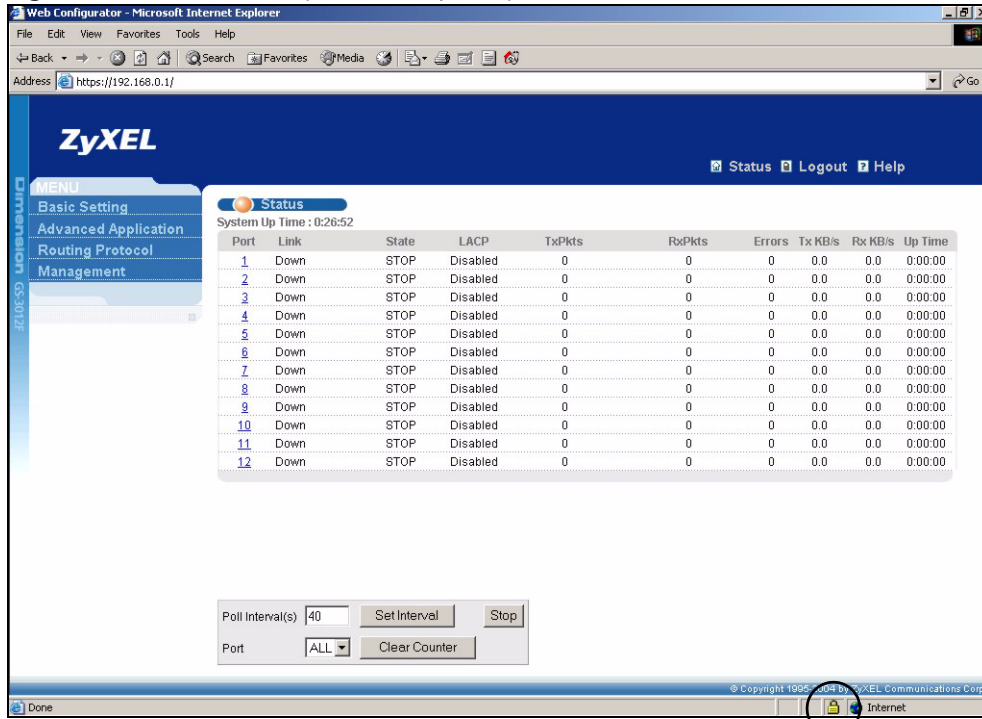 Web Configurator - Microsoft Internet Explorer
File Edit View Favorites Tools Help
Back Search Favorites Media
Address https://192.168.0.1/ Go
ZyXEL
Status Logout Help
Dimension GS-3012F
MENU
Basic Setting
Advanced Application
Routing Protocol
Management
Status
System Up Time : 0:26:52
Port Link State LACP TxPkts RxPkts Errors Tx KB/s Rx KB/s Up Time
1 Down STOP Disabled 0 0 0 0.0 0.0 0:00:00
2 Down STOP Disabled 0 0 0 0.0 0.0 0:00:00
3 Down STOP Disabled 0 0 0 0.0 0.0 0:00:00
4 Down STOP Disabled 0 0 0 0.0 0.0 0:00:00
5 Down STOP Disabled 0 0 0 0.0 0.0 0:00:00
6 Down STOP Disabled 0 0 0 0.0 0.0 0:00:00
7 Down STOP Disabled 0 0 0 0.0 0.0 0:00:00
8 Down STOP Disabled 0 0 0 0.0 0.0 0:00:00
9 Down STOP Disabled 0 0 0 0.0 0.0 0:00:00
10 Down STOP Disabled 0 0 0 0.0 0.0 0:00:00
11 Down STOP Disabled 0 0 0 0.0 0.0 0:00:00
12 Down STOP Disabled 0 0 0 0.0 0.0 0:00:00
Poll Interval(s) 40 Set Interval Stop
Port ALL Clear Counter
© Copyright 1995-2004 by ZyXEL Communications Corp
Done Internet